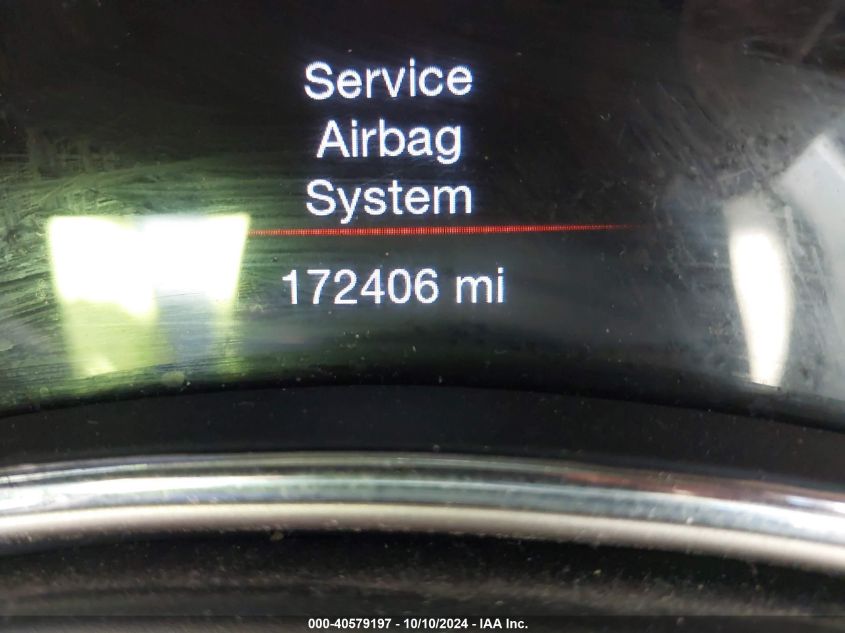 Service
Airbag
System
172406 mi
000-40579197 - 10/10/2024 - IAA Inc.